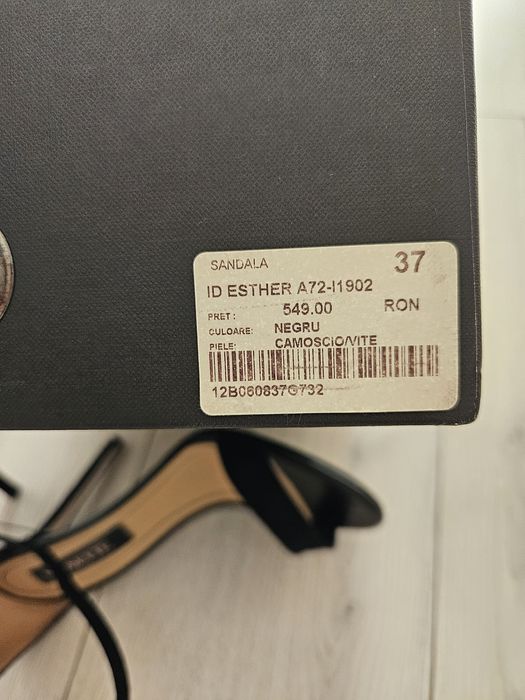 SANDALA 37
ID ESTHER A72-I1902
PRET: 549.00 RON
CULOARE: NEGRU
PIELE: CAMOSCIO/VITE
12B060837G732